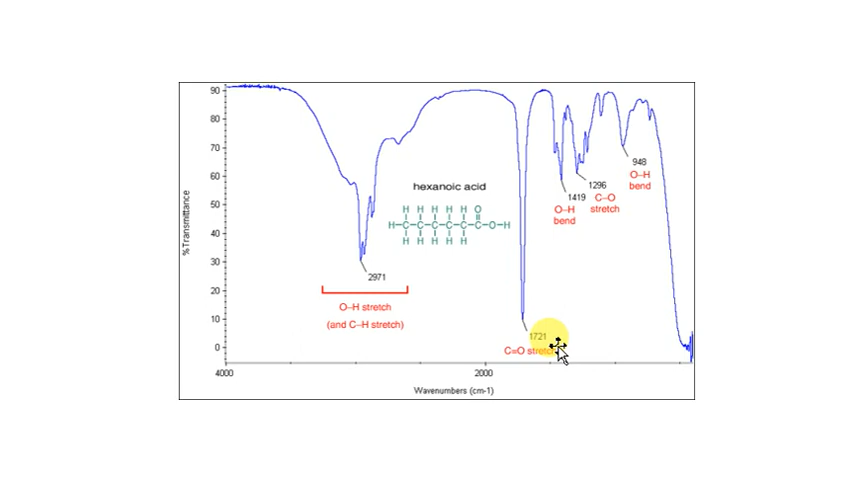 90
80
70
60
50
40
30
20
10
0
%Transmittance
hexanoic acid
H H H H H O
H–C–C–C–C–C–C–O–H
H H H H H
2971
O–H stretch
(and C–H stretch)
1721
C=O stretch
1419
O–H
bend
1296
C–O
stretch
948
O–H
bend
4000
2000
Wavenumbers (cm-1)